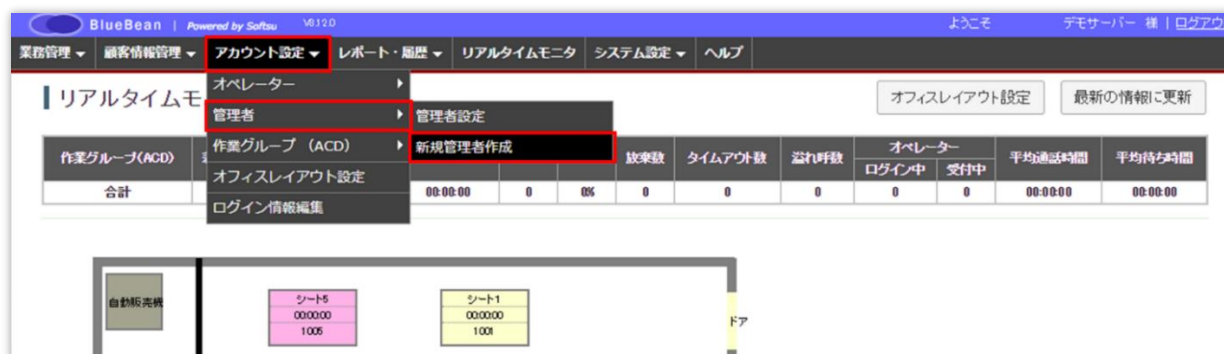 BlueBean | Powered by Softsu V3.12.0 ようこそ デモサーバー 様 | ログアウ
業務管理 顧客情報管理 アカウント設定 レポート・履歴 リアルタイムモニタ システム設定 ヘルプ
リアルタイムモ オフィスレイアウト設定 最新の情報に更新
オペレーター
管理者 管理者設定
作業グループ (ACD) 新規管理者作成
オフィスレイアウト設定
ログイン情報編集
作業グループ(ACD) 放棄数 タイムアウト数 溢れ呼数 オペレーター 平均通話時間 平均待ち時間
ログイン中 受付中
合計 00:00:00 0 0% 0 0 0 0 0 00:00:00 00:00:00
自動販売機
シート5
00:00:00
1005
シート1
00:00:00
1001
ドア